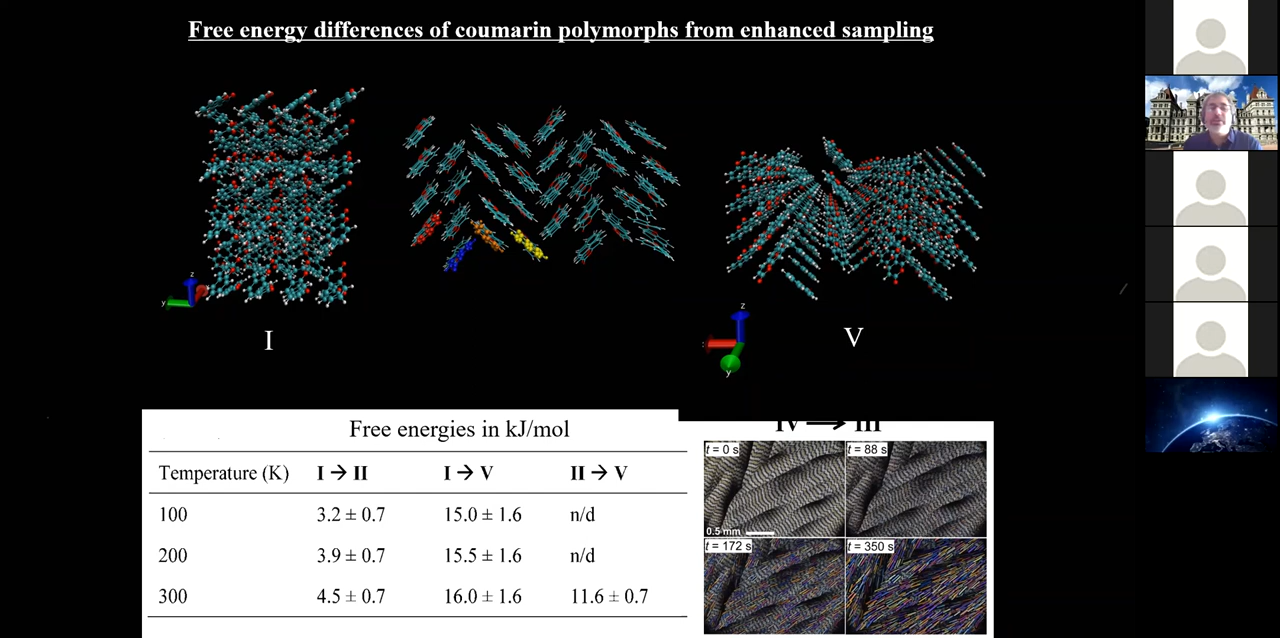 Free energy differences of coumarin polymorphs from enhanced sampling
z
y
I
z
y
V
Free energies in kJ/mol
Temperature (K) I → II I → V II → V
100 3.2 ± 0.7 15.0 ± 1.6 n/d
200 3.9 ± 0.7 15.5 ± 1.6 n/d
300 4.5 ± 0.7 16.0 ± 1.6 11.6 ± 0.7
IV → III
t = 0 s
t = 88 s
0.5 mm
t = 172 s
t = 350 s